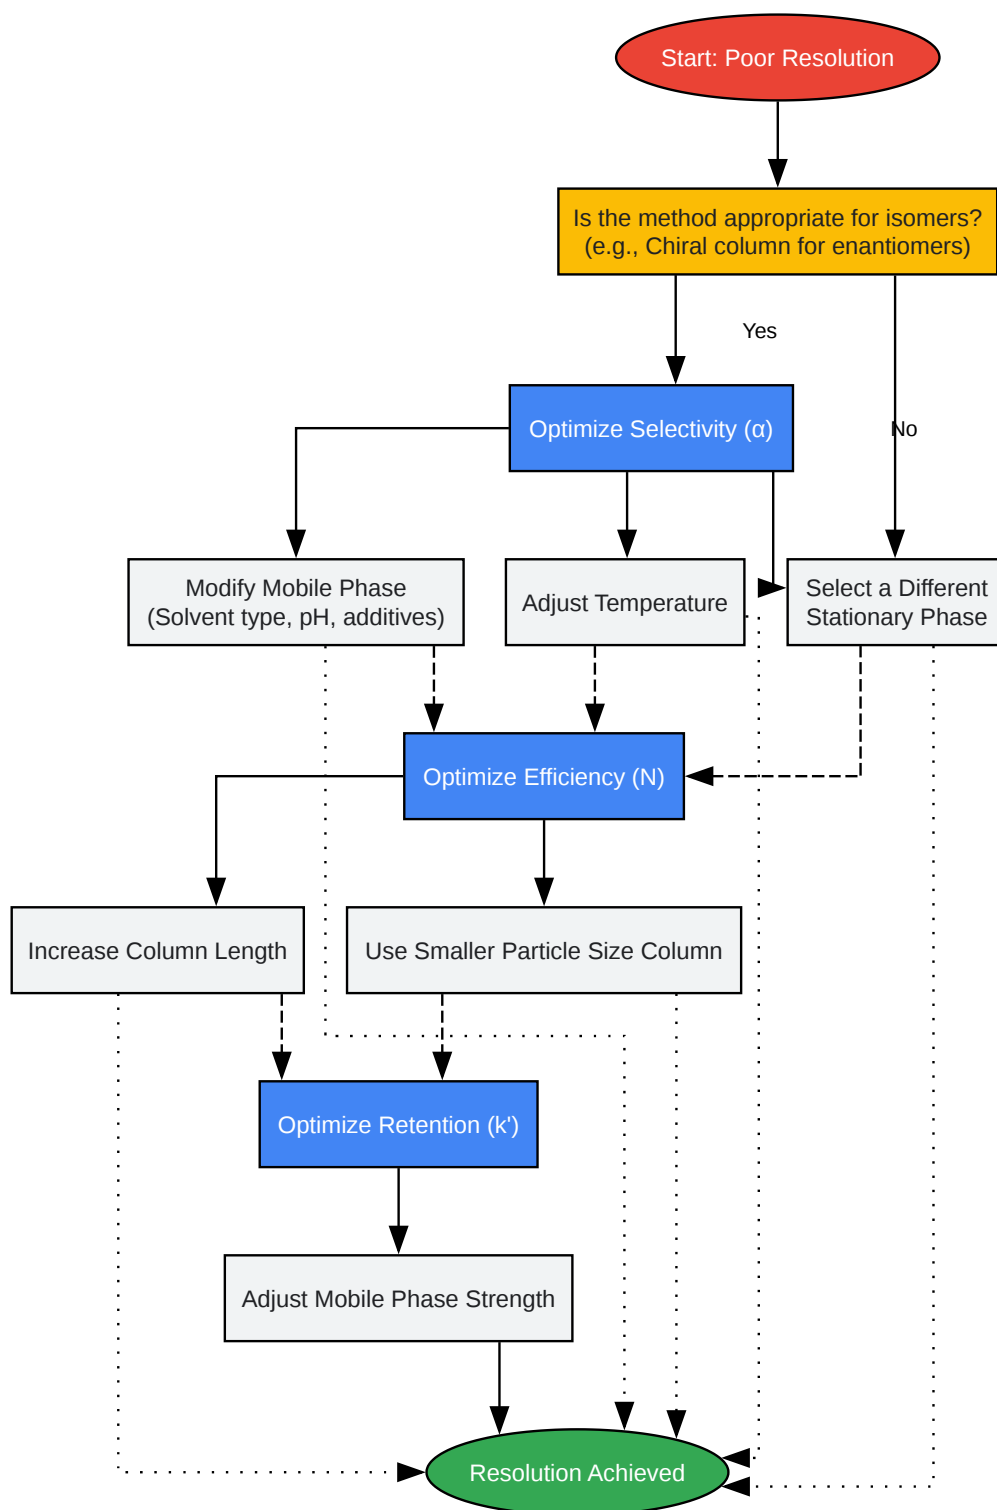 Start: Poor Resolution
Is the method appropriate for isomers?
(e.g., Chiral column for enantiomers)
Yes
Optimize Selectivity (α)
No
Modify Mobile Phase
(Solvent type, pH, additives)
Adjust Temperature
Select a Different
Stationary Phase
Optimize Efficiency (N)
Increase Column Length
Use Smaller Particle Size Column
Optimize Retention (k')
Adjust Mobile Phase Strength
Resolution Achieved